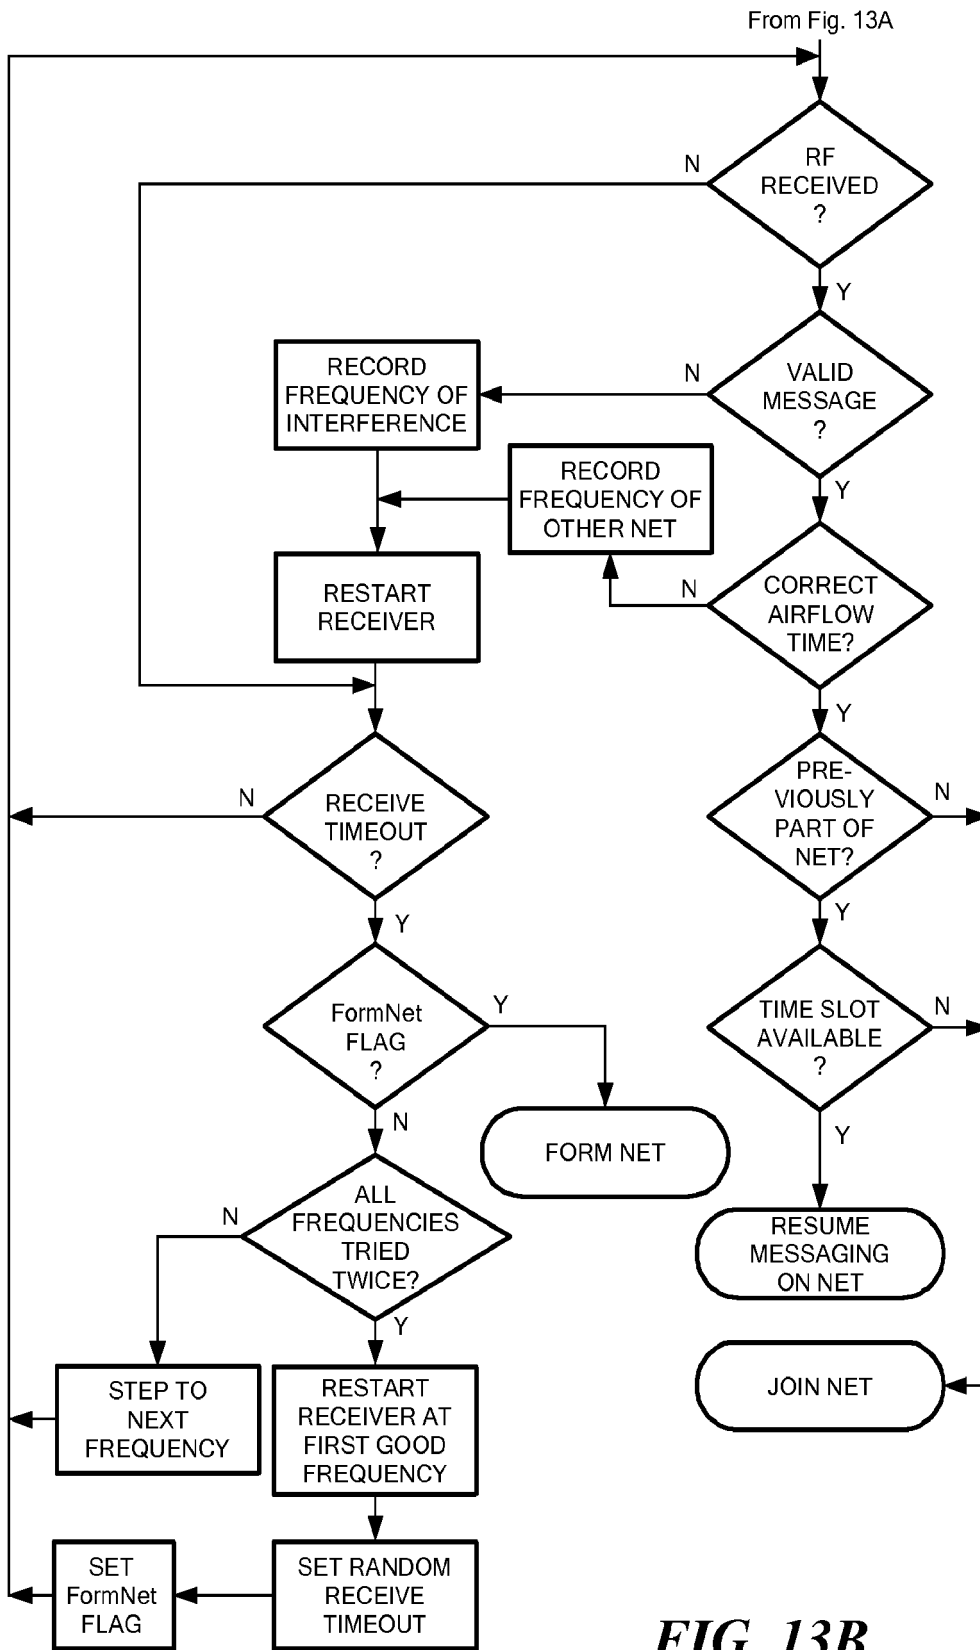 From Fig. 13A
RF
RECEIVED
?
N
Y
VALID
MESSAGE
?
N
Y
RECORD
FREQUENCY OF
INTERFERENCE
RECORD
FREQUENCY OF
OTHER NET
CORRECT
AIRFLOW
TIME?
N
Y
RESTART
RECEIVER
RECEIVE
TIMEOUT
?
N
Y
PRE-
VIOUSLY
PART OF
NET?
N
Y
FormNet
FLAG
?
Y
N
TIME SLOT
AVAILABLE
?
N
Y
FORM NET
ALL
FREQUENCIES
TRIED
TWICE?
N
Y
RESUME
MESSAGING
ON NET
STEP TO
NEXT
FREQUENCY
RESTART
RECEIVER AT
FIRST GOOD
FREQUENCY
JOIN NET
SET
FormNet
FLAG
SET RANDOM
RECEIVE
TIMEOUT
FIG. 13B